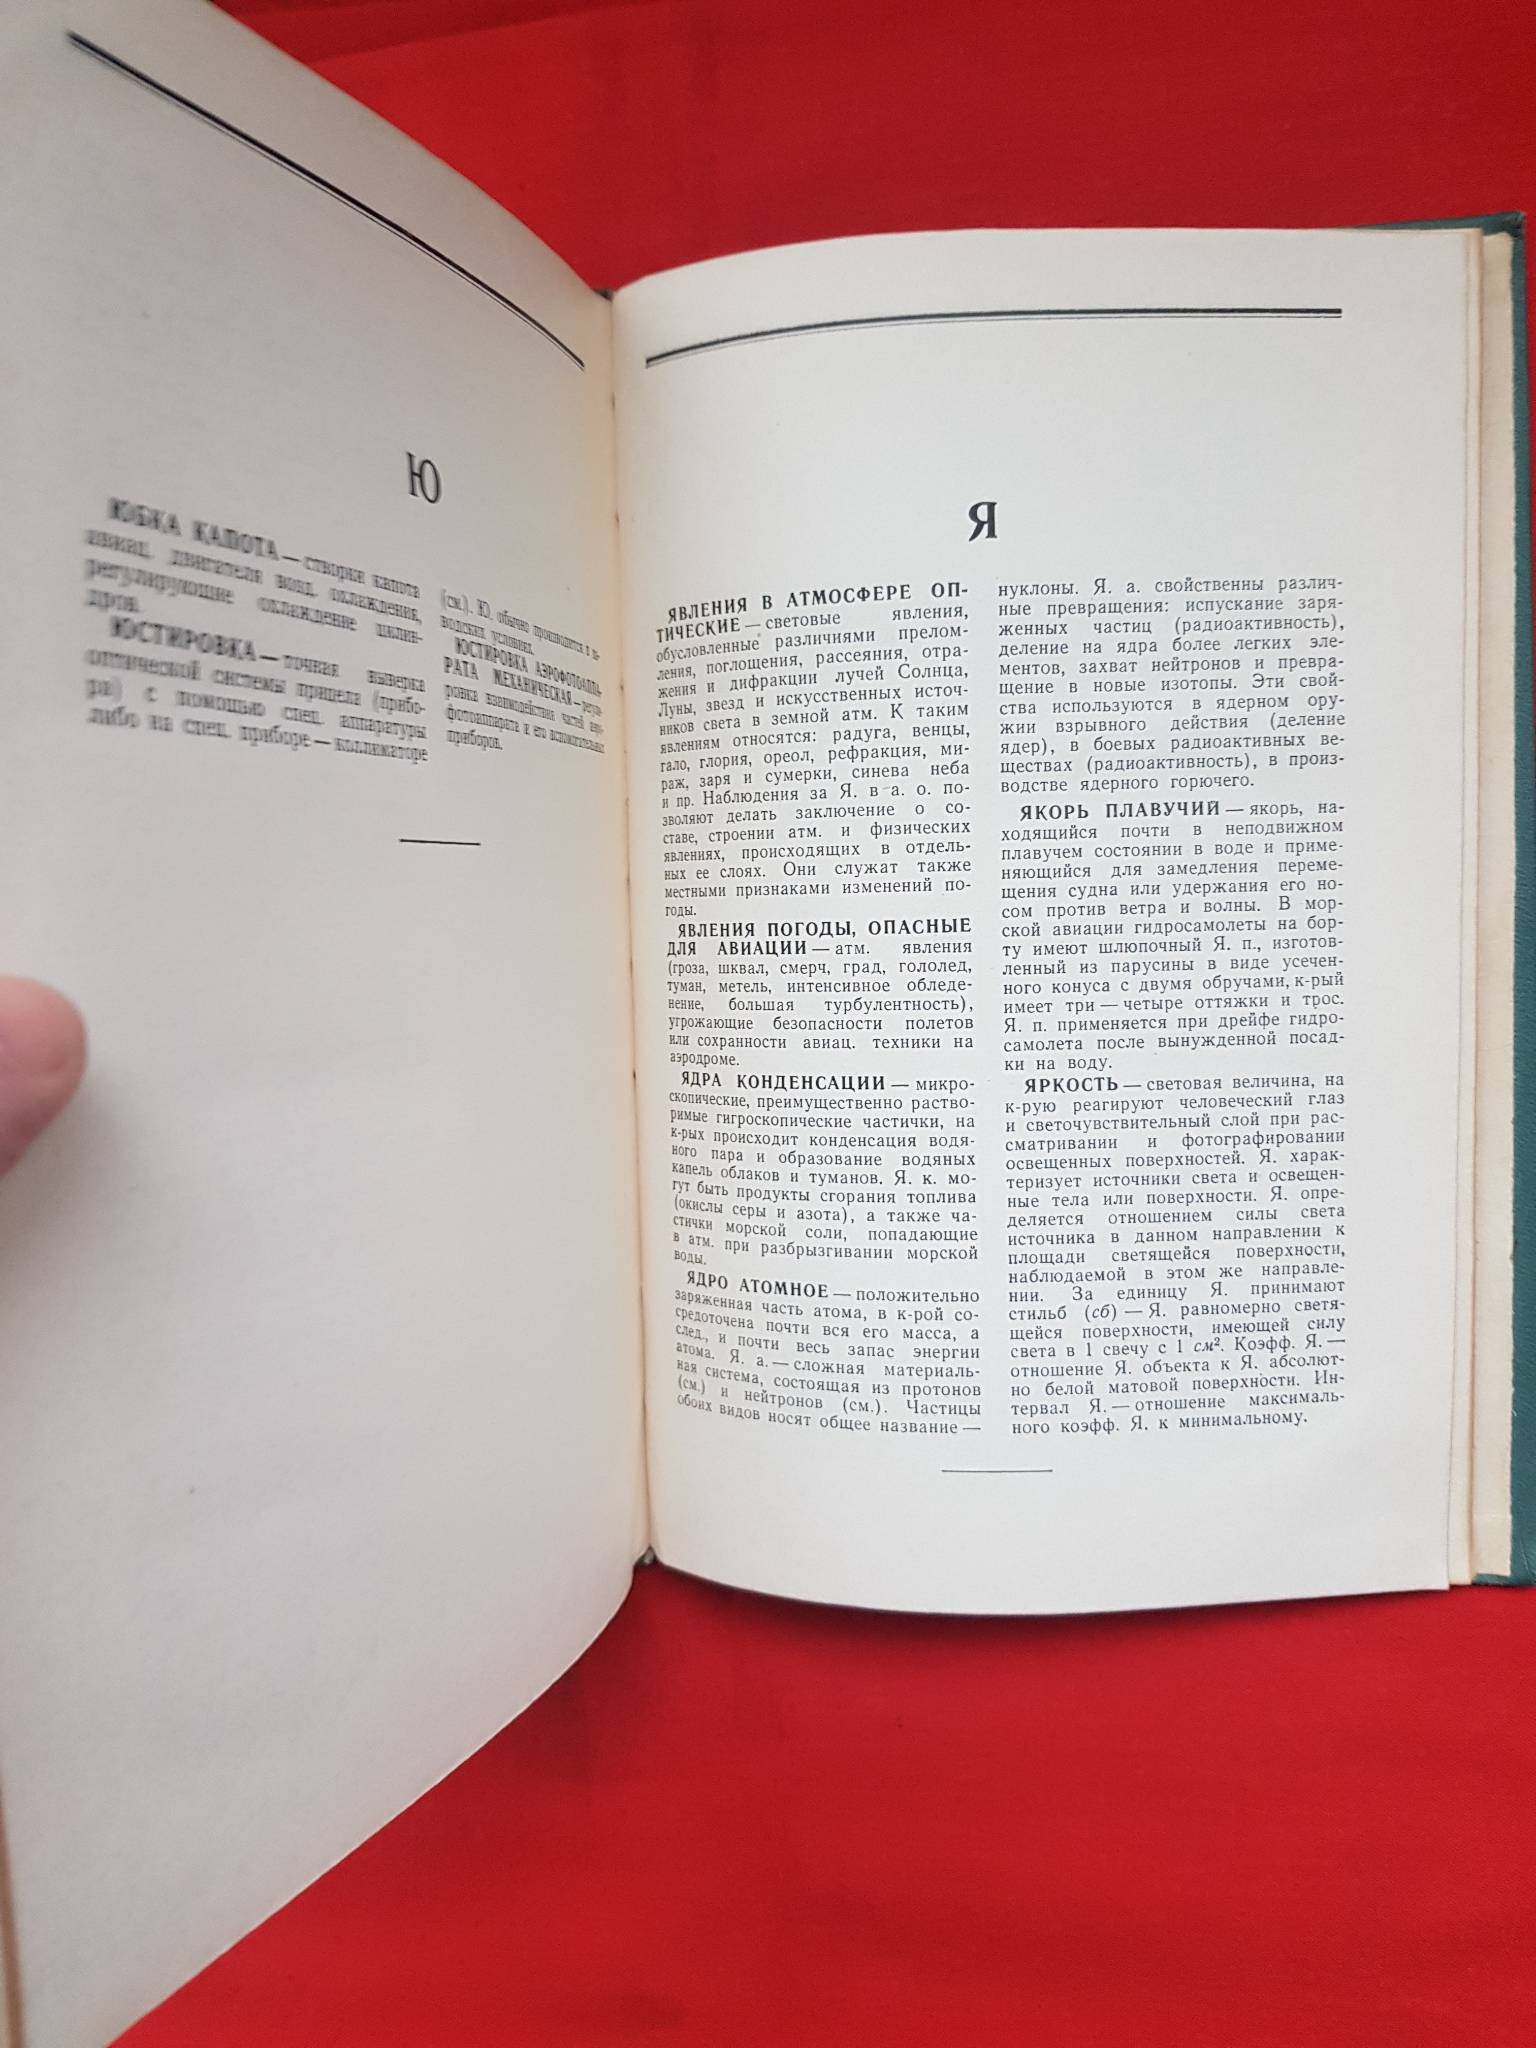 Ю
ЮБКА КАПОТА — створки капота
авиац. двигателя возд. охлаждения,
регулирующие охлаждение цилин-
дров.
ЮСТИРОВКА — точная выверка
оптической системы прицела (прибо-
ра) с помощью спец. аппаратуры
либо на спец. приборе — коллиматоре
(см.). Ю. обычно производится в за-
водских условиях.
ЮСТИРОВКА АЭРОФОТОАППА-
РАТА МЕХАНИЧЕСКАЯ — регули-
ровка взаимодействия частей аэро-
фотоаппарата и его вспомогательных
приборов.
Я
ЯВЛЕНИЯ В АТМОСФЕРЕ ОП-
ТИЧЕСКИЕ — световые явления,
обусловленные различиями прелом-
ления, поглощения, рассеяния, отра-
жения и дифракции лучей Солнца,
Луны, звезд и искусственных источ-
ников света в земной атм. К таким
явлениям относятся: радуга, венцы,
гало, глория, ореол, рефракция, ми-
раж, заря и сумерки, синева неба
и пр. Наблюдения за Я. в а. о. по-
зволяют делать заключение о со-
ставе, строении атм. и физических
явлениях, происходящих в отдель-
ных ее слоях. Они служат также
местными признаками изменений по-
годы.
ЯВЛЕНИЯ ПОГОДЫ, ОПАСНЫЕ
ДЛЯ АВИАЦИИ — атм. явления
(гроза, шквал, смерч, град, гололед,
туман, метель, интенсивное обледе-
нение, большая турбулентность),
угрожающие безопасности полетов
или сохранности авиац. техники на
аэродроме.
ЯДРА КОНДЕНСАЦИИ — микро-
скопические, преимущественно раство-
римые гигроскопические частички, на
к-рых происходит конденсация водя-
ного пара и образование водяных
капель облаков и туманов. Я. к. мо-
гут быть продукты сгорания топлива
(окислы серы и азота), а также ча-
стички морской соли, попадающие
в атм. при разбрызгивании морской
воды.
ЯДРО АТОМНОЕ — положительно
заряженная часть атома, в к-рой со-
средоточена почти вся его масса, а
след., и почти весь запас энергии
атома. Я. а. — сложная материаль-
ная система, состоящая из протонов
(см.) и нейтронов (см.). Частицы
обоих видов носят общее название —
нуклоны. Я. а. свойственны различ-
ные превращения: испускание заря-
женных частиц (радиоактивность),
деление на ядра более легких эле-
ментов, захват нейтронов и превра-
щение в новые изотопы. Эти свой-
ства используются в ядерном ору-
жии взрывного действия (деление
ядер), в боевых радиоактивных ве-
ществах (радиоактивность), в произ-
водстве ядерного горючего.
ЯКОРЬ ПЛАВУЧИЙ — якорь, на-
ходящийся почти в неподвижном
плавучем состоянии в воде и приме-
няющийся для замедления переме-
щения судна или удержания его но-
сом против ветра и волны. В мор-
ской авиации гидросамолеты на бор-
ту имеют шлюпочный Я. п., изготов-
ленный из парусины в виде усечен-
ного конуса с двумя обручами, к-рый
имеет три — четыре оттяжки и трос.
Я. п. применяется при дрейфе гидро-
самолета после вынужденной посад-
ки на воду.
ЯРКОСТЬ — световая величина, на
к-рую реагируют человеческий глаз
и светочувствительный слой при рас-
сматривании и фотографировании
освещенных поверхностей. Я. харак-
теризует источники света и освещен-
ные тела или поверхности. Я. опре-
деляется отношением силы света
источника в данном направлении к
площади светящейся поверхности,
наблюдаемой в этом же направле-
нии. За единицу Я. принимают
стильб (сб) — Я. равномерно светя-
щейся поверхности, имеющей силу
света в 1 свечу с 1 см². Коэфф. Я. —
отношение Я. объекта к Я. абсолют-
но белой матовой поверхности. Ин-
тервал Я. — отношение максималь-
ного коэфф. Я. к минимальному.